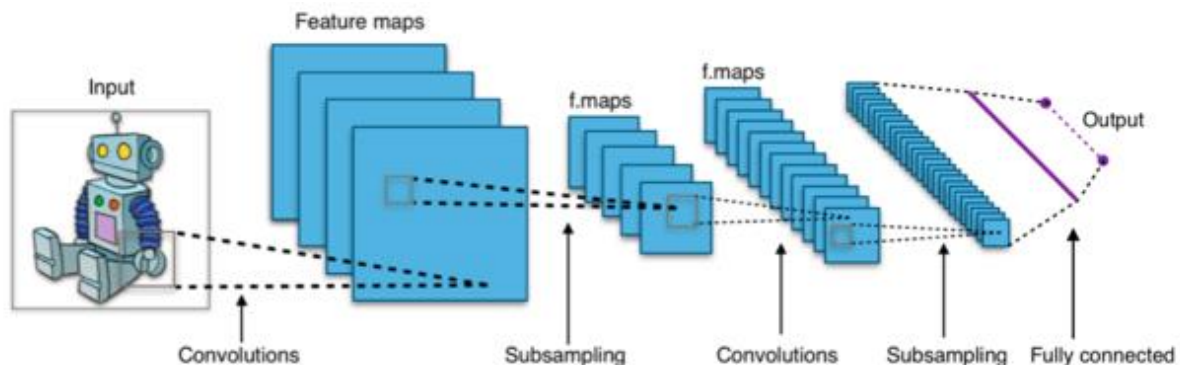 Feature maps
Input
f.maps
f.maps
Output
Convolutions
Subsampling
Convolutions
Subsampling
Fully connected